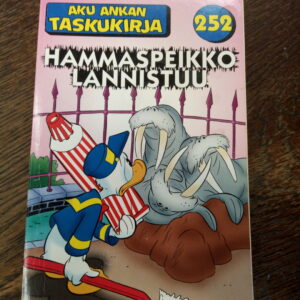 AKU ANKAN
TASKUKIRJA
252
HAMMASPEIKKO
LANNISTUU